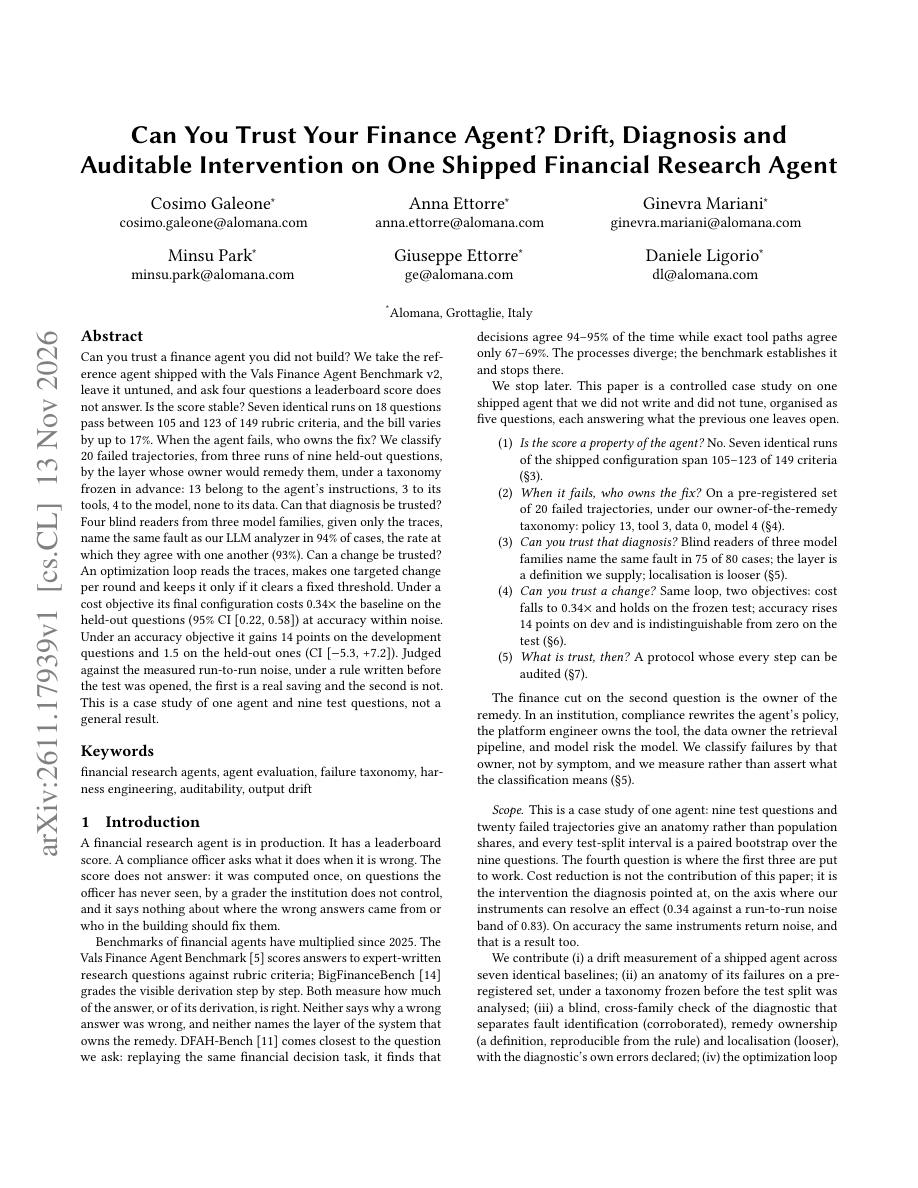 Can You Trust Your Finance Agent? Drift, Diagnosis and
Auditable Intervention on One Shipped Financial Research Agent
Cosimo Galeone*
cosimo.galeone@alomana.com
Anna Ettorre*
anna.ettorre@alomana.com
Ginevra Mariani*
ginevra.mariani@alomana.com
Minsu Park*
minsu.park@alomana.com
Giuseppe Ettorre*
ge@alomana.com
Daniele Ligorio*
dl@alomana.com
*Alomana, Grottaglie, Italy
arXiv:2611.17939v1 [cs.CL] 13 Nov 2026
Abstract
Can you trust a finance agent you did not build? We take the ref-
erence agent shipped with the Vals Finance Agent Benchmark v2,
leave it untuned, and ask four questions a leaderboard score does
not answer. Is the score stable? Seven identical runs on 18 questions
pass between 105 and 123 of 149 rubric criteria, and the bill varies
by up to 17%. When the agent fails, who owns the fix? We classify
20 failed trajectories, from three runs of nine held-out questions,
by the layer whose owner would remedy them, under a taxonomy
frozen in advance: 13 belong to the agent's instructions, 3 to its
tools, 4 to the model, none to its data. Can that diagnosis be trusted?
Four blind readers from three model families, given only the traces,
name the same fault as our LLM analyzer in 94% of cases, the rate at
which they agree with one another (93%). Can a change be trusted?
An optimization loop reads the traces, makes one targeted change
per round and keeps it only if it clears a fixed threshold. Under a
cost objective its final configuration costs 0.34× the baseline on the
held-out questions (95% CI [0.22, 0.58]) at accuracy within noise.
Under an accuracy objective it gains 14 points on the development
questions and 1.5 on the held-out ones (CI [−5.3, +7.2]). Judged
against the measured run-to-run noise, under a rule written before
the test was opened, the first is a real saving and the second is not.
This is a case study of one agent and nine test questions, not a
general result.
Keywords
financial research agents, agent evaluation, failure taxonomy, har-
ness engineering, auditability, output drift
1 Introduction
A financial research agent is in production. It has a leaderboard
score. A compliance officer asks what it does when it is wrong. The
score does not answer: it was computed once, on questions the
officer has never seen, by a grader the institution does not control,
and it says nothing about where the wrong answers came from or
who in the building should fix them.
Benchmarks of financial agents have multiplied since 2025. The
Vals Finance Agent Benchmark [5] scores answers to expert-written
research questions against rubric criteria; BigFinanceBench [14]
grades the visible derivation step by step. Both measure how much
of the answer, or of its derivation, is right. Neither says why a wrong
answer was wrong, and neither names the layer of the system that
owns the remedy. DFAH-Bench [11] comes closest to the question
we ask: replaying the same financial decision task, it finds that
decisions agree 94–95% of the time while exact tool paths agree
only 67–69%. The processes diverge; the benchmark establishes it
and stops there.
We stop later. This paper is a controlled case study on one
shipped agent that we did not write and did not tune, organised as
five questions, each answering what the previous one leaves open.
(1) Is the score a property of the agent? No. Seven identical runs
of the shipped configuration span 105–123 of 149 criteria
(§3).
(2) When it fails, who owns the fix? On a pre-registered set
of 20 failed trajectories, under our owner-of-the-remedy
taxonomy: policy 13, tool 3, data 0, model 4 (§4).
(3) Can you trust that diagnosis? Blind readers of three model
families name the same fault in 75 of 80 cases; the layer is
a definition we supply; localisation is looser (§5).
(4) Can you trust a change? Same loop, two objectives: cost
falls to 0.34× and holds on the frozen test; accuracy rises
14 points on dev and is indistinguishable from zero on the
test (§6).
(5) What is trust, then? A protocol whose every step can be
audited (§7).
The finance cut on the second question is the owner of the
remedy. In an institution, compliance rewrites the agent's policy,
the platform engineer owns the tool, the data owner the retrieval
pipeline, and model risk the model. We classify failures by that
owner, not by symptom, and we measure rather than assert what
the classification means (§5).
Scope. This is a case study of one agent: nine test questions and
twenty failed trajectories give an anatomy rather than population
shares, and every test-split interval is a paired bootstrap over the
nine questions. The fourth question is where the first three are put
to work. Cost reduction is not the contribution of this paper; it is
the intervention the diagnosis pointed at, on the axis where our
instruments can resolve an effect (0.34 against a run-to-run noise
band of 0.83). On accuracy the same instruments return noise, and
that is a result too.
We contribute (i) a drift measurement of a shipped agent across
seven identical baselines; (ii) an anatomy of its failures on a pre-
registered set, under a taxonomy frozen before the test split was
analysed; (iii) a blind, cross-family check of the diagnostic that
separates fault identification (corroborated), remedy ownership
(a definition, reproducible from the rule) and localisation (looser),
with the diagnostic's own errors declared; (iv) the optimization loop